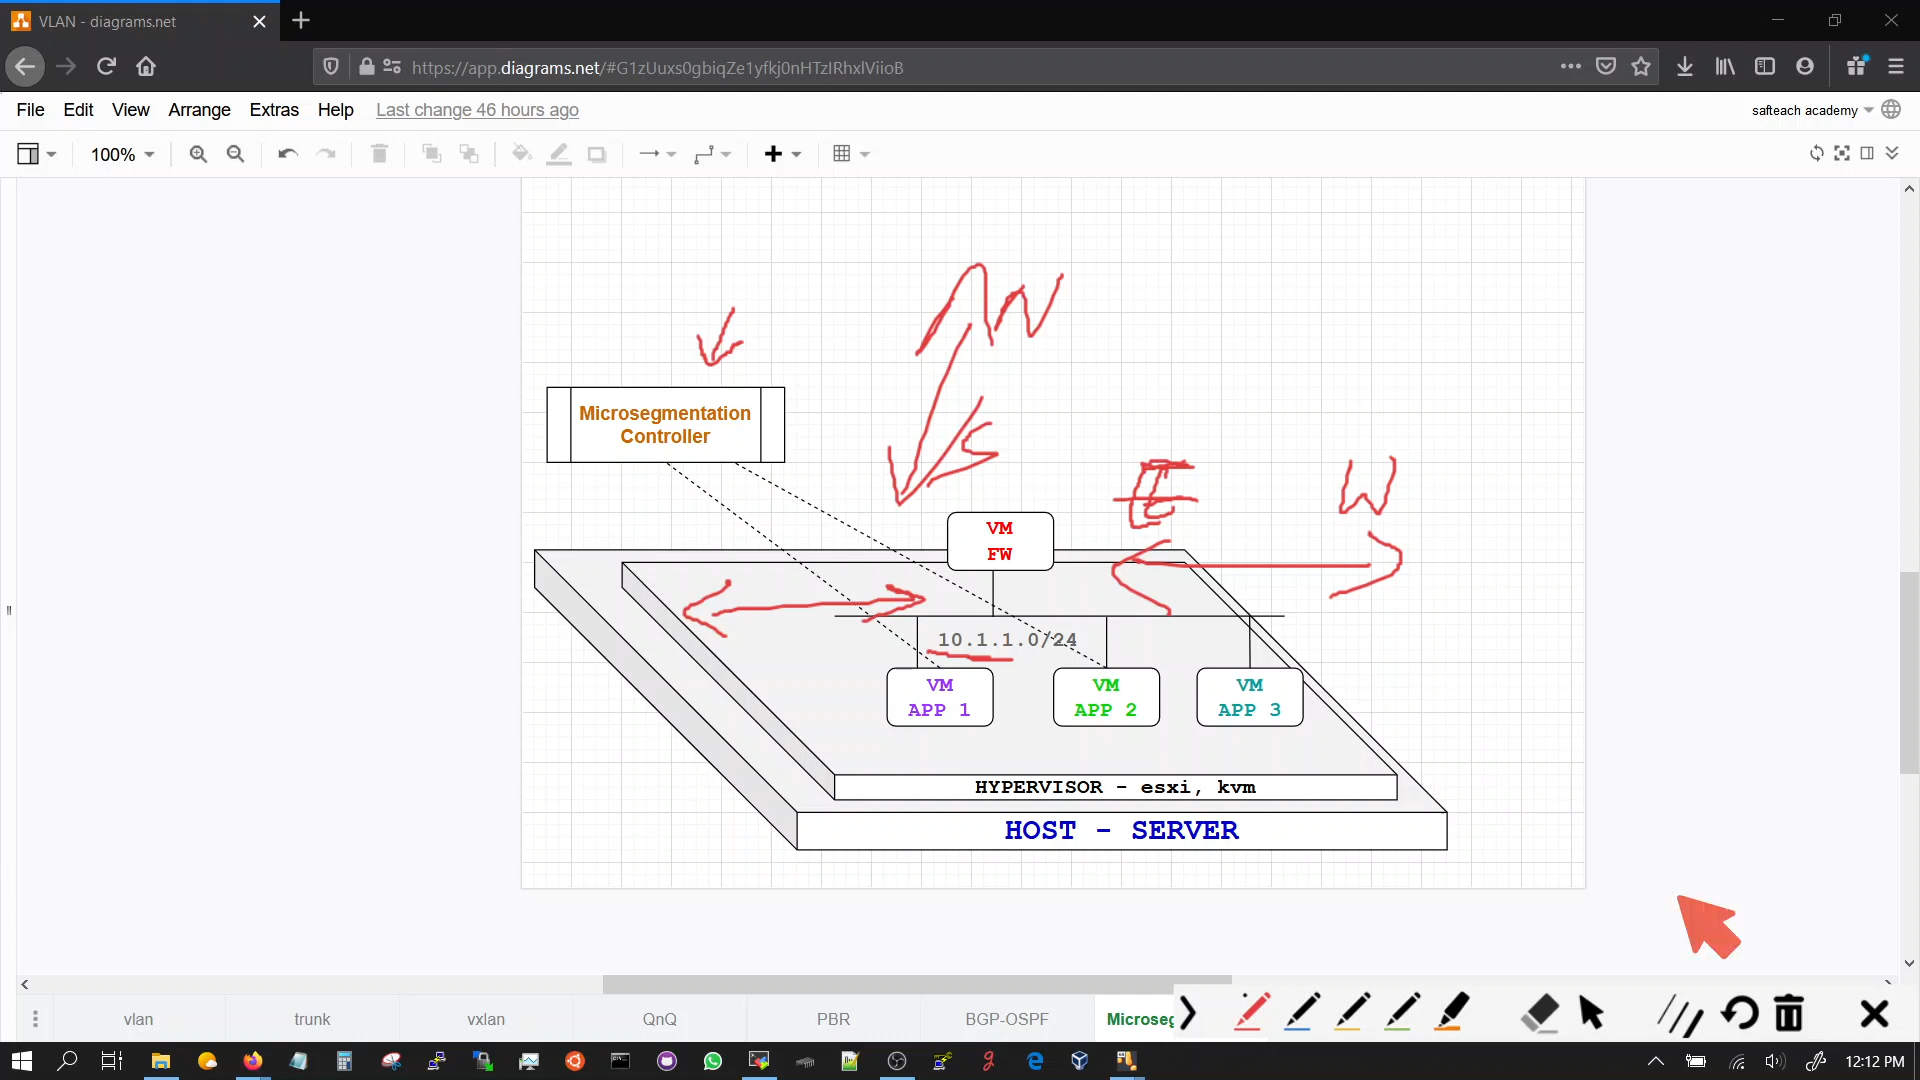 VLAN - diagrams.net
https://app.diagrams.net/#G1zUuxs0gbiqZe1yfkj0nHTzIRhxlViioB
File Edit View Arrange Extras Help Last change 46 hours ago
safteach academy
100%
N
S
E W
Microsegmentation
Controller
VM
FW
10.1.1.0/24
VM
APP 1
VM
APP 2
VM
APP 3
HYPERVISOR - esxi, kvm
HOST - SERVER
vlan trunk vxlan QnQ PBR BGP-OSPF Microseg
12:12 PM